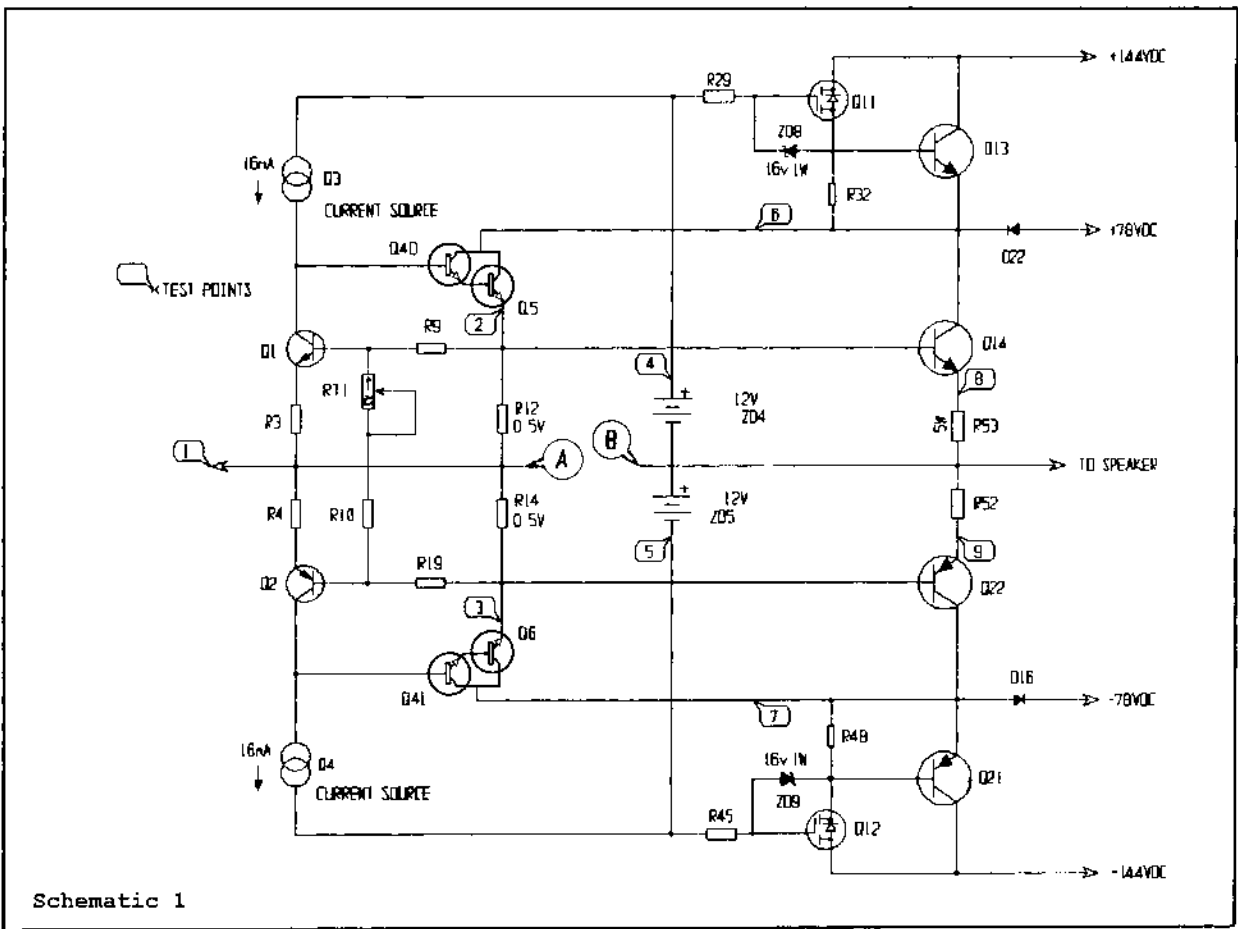 +144VDC
R29
Q11
ZD8
16v 1W
Q13
16mA
Q3
CURRENT SOURCE
R32
6
+78VDC
D22
Q40
Q5
TEST POINTS
2
Q1
R9
Q14
4
8
R11
12V
ZD4
R3
R12
0.5V
5W
R53
1
A
B
TO SPEAKER
R4
R10
R14
0.5V
12V
ZD5
R52
5
9
R19
Q2
Q22
3
Q6
Q41
D16
-78VDC
7
R48
16mA
Q4
CURRENT SOURCE
16v 1W
ZD9
Q21
R45
Q12
-144VDC
Schematic 1